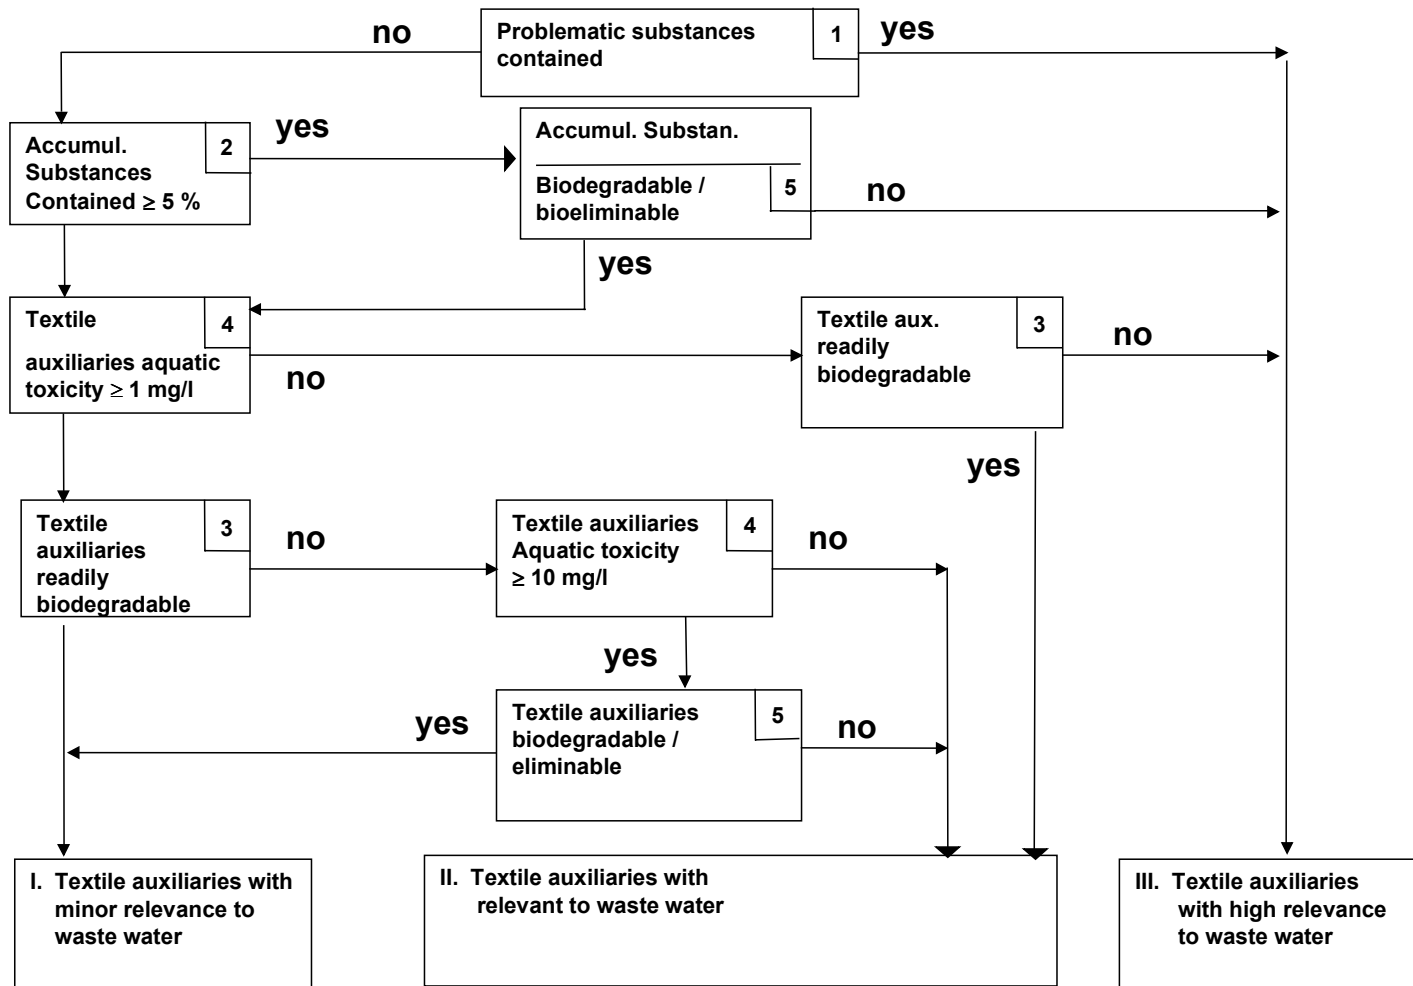 no
Problematic substances
contained
1
yes
Accumul.
Substances
Contained ≥ 5 %
2
yes
Accumul. Substan.
Biodegradable /
bioeliminable
5
no
yes
Textile
auxiliaries aquatic
toxicity ≥ 1 mg/l
4
no
Textile aux.
readily
biodegradable
3
no
yes
Textile
auxiliaries
readily
biodegradable
3
no
Textile auxiliaries
Aquatic toxicity
≥ 10 mg/l
4
no
yes
yes
Textile auxiliaries
biodegradable /
eliminable
5
no
I. Textile auxiliaries with
minor relevance to
waste water
II. Textile auxiliaries with
relevant to waste water
III. Textile auxiliaries
with high relevance
to waste water